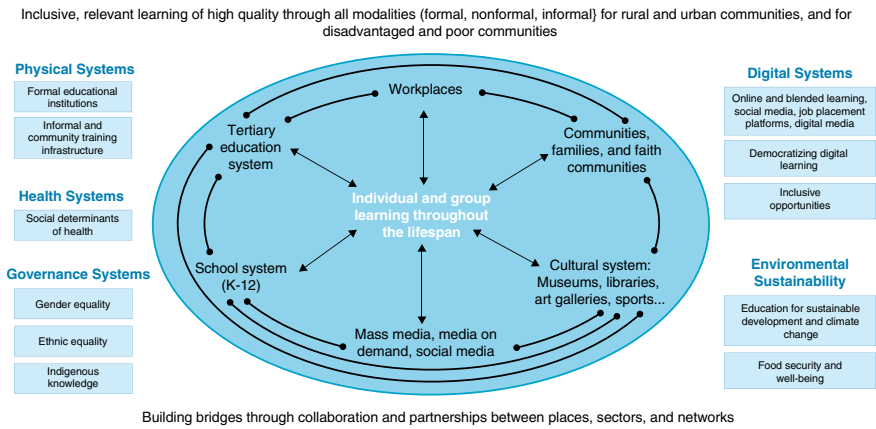 Inclusive, relevant learning of high quality through all modalities (formal, nonformal, informal} for rural and urban communities, and for
disadvantaged and poor communities
Physical Systems
Formal educational
institutions
Informal and
community training
infrastructure
Health Systems
Social determinants
of health
Governance Systems
Gender equality
Ethnic equality
Indigenous
knowledge
Workplaces
Tertiary
education
system
Communities,
families, and faith
communities
Individual and group
learning throughout
the lifespan
School system
(K-12)
Cultural system:
Museums, libraries,
art galleries, sports...
Mass media, media on
demand, social media
Digital Systems
Online and blended learning,
social media, job placement
platforms, digital media
Democratizing digital
learning
Inclusive
opportunities
Environmental
Sustainability
Education for sustainable
development and climate
change
Food security and
well-being
Building bridges through collaboration and partnerships between places, sectors, and networks